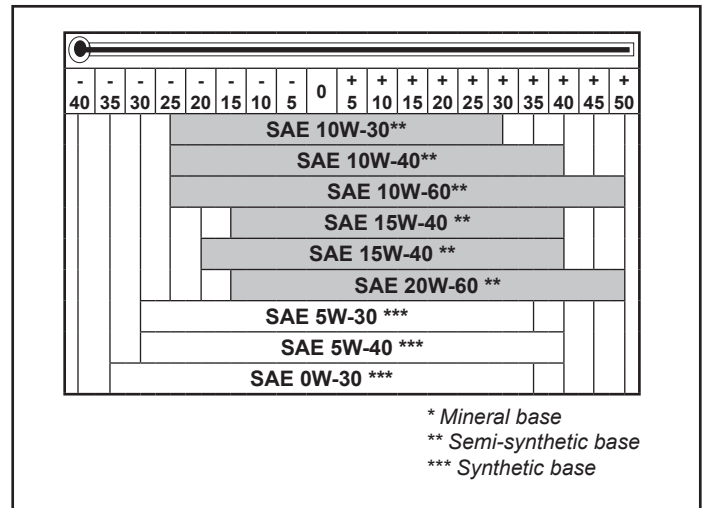 - - - - - - - - 0 + + + + + + + + + +
40 35 30 25 20 15 10 5 5 10 15 20 25 30 35 40 45 50
SAE 10W-30**
SAE 10W-40**
SAE 10W-60**
SAE 15W-40 **
SAE 15W-40 **
SAE 20W-60 **
SAE 5W-30 ***
SAE 5W-40 ***
SAE 0W-30 ***
* Mineral base
** Semi-synthetic base
*** Synthetic base